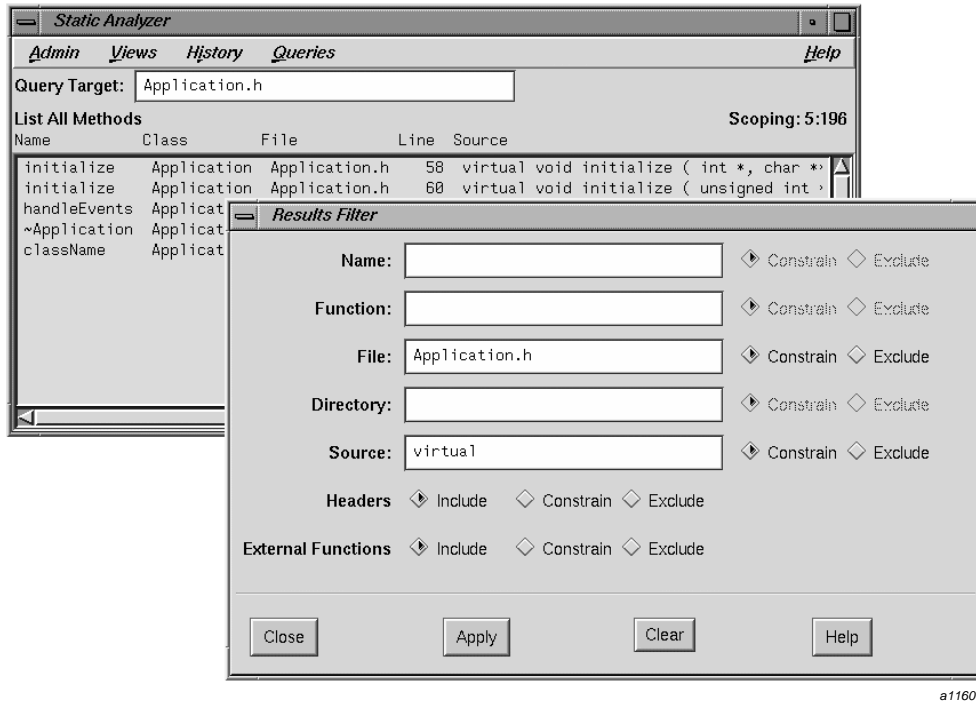 Static Analyzer
Admin Views History Queries Help
Query Target: Application.h
List All Methods Scoping: 5:196
Name Class File Line Source
initialize Application Application.h 58 virtual void initialize ( int *, char *
initialize Application Application.h 60 virtual void initialize ( unsigned int
handleEvents Applicat
~Application Applicat
className Applicat
Results Filter
Name: Constrain Exclude
Function: Constrain Exclude
File: Application.h Constrain Exclude
Directory: Constrain Exclude
Source: virtual Constrain Exclude
Headers Include Constrain Exclude
External Functions Include Constrain Exclude
Close Apply Clear Help
a1160